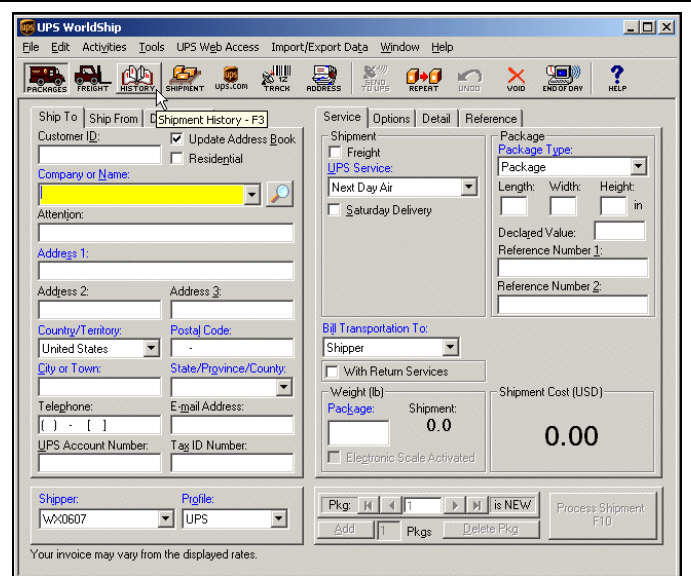 UPS WorldShip
File Edit Activities Tools UPS Web Access Import/Export Data Window Help
PACKAGES FREIGHT HISTORY SHIPMENT UPS.com TRACK ADDRESS SEND TO UPS REPEAT UNDO VOID END OF DAY HELP
Shipment History - F3
Ship To Ship From D
Customer ID:
Update Address Book
Residential
Company or Name:
Attention:
Address 1:
Address 2: Address 3:
Country/Territory: Postal Code:
United States -
City or Town: State/Province/County:
Telephone: E-mail Address:
( ) - [ ]
UPS Account Number: Tax ID Number:
Shipper: Profile:
WX0607 UPS
Your invoice may vary from the displayed rates.
Service Options Detail Reference
Shipment
Freight
UPS Service:
Next Day Air
Saturday Delivery
Package
Package Type:
Package
Length: Width: Height:
in
Declared Value:
Reference Number 1:
Reference Number 2:
Bill Transportation To:
Shipper
With Return Services
Weight (lb)
Package: Shipment:
0.0
Electronic Scale Activated
Shipment Cost (USD)
0.00
Pkg: 1 is NEW
Add 1 Pkgs Delete Pkg
Process Shipment
F10